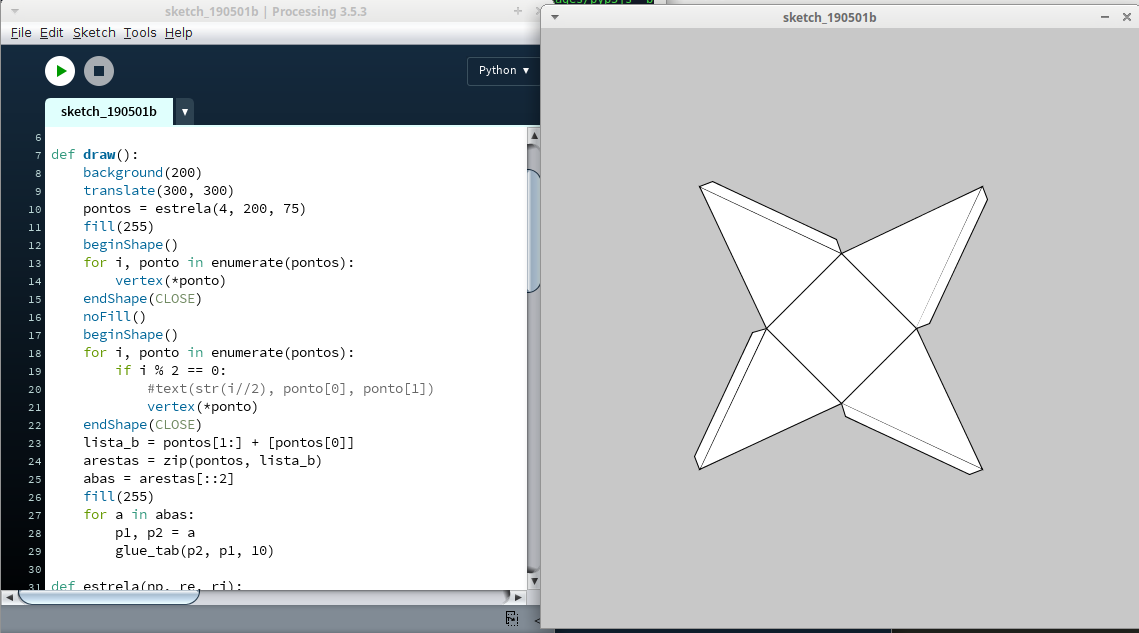 sketch_190501b | Processing 3.5.3
File Edit Sketch Tools Help
Python ▾
sketch_190501b ▾
6
7 def draw():
8     background(200)
9     translate(300, 300)
10     pontos = estrela(4, 200, 75)
11     fill(255)
12     beginShape()
13     for i, ponto in enumerate(pontos):
14         vertex(*ponto)
15     endShape(CLOSE)
16     noFill()
17     beginShape()
18     for i, ponto in enumerate(pontos):
19         if i % 2 == 0:
20             #text(str(i//2), ponto[0], ponto[1])
21             vertex(*ponto)
22     endShape(CLOSE)
23     lista_b = pontos[1:] + [pontos[0]]
24     arestas = zip(pontos, lista_b)
25     abas = arestas[::2]
26     fill(255)
27     for a in abas:
28         p1, p2 = a
29         glue_tab(p2, p1, 10)
30
31 def estrela(np, re, ri):
sketch_190501b